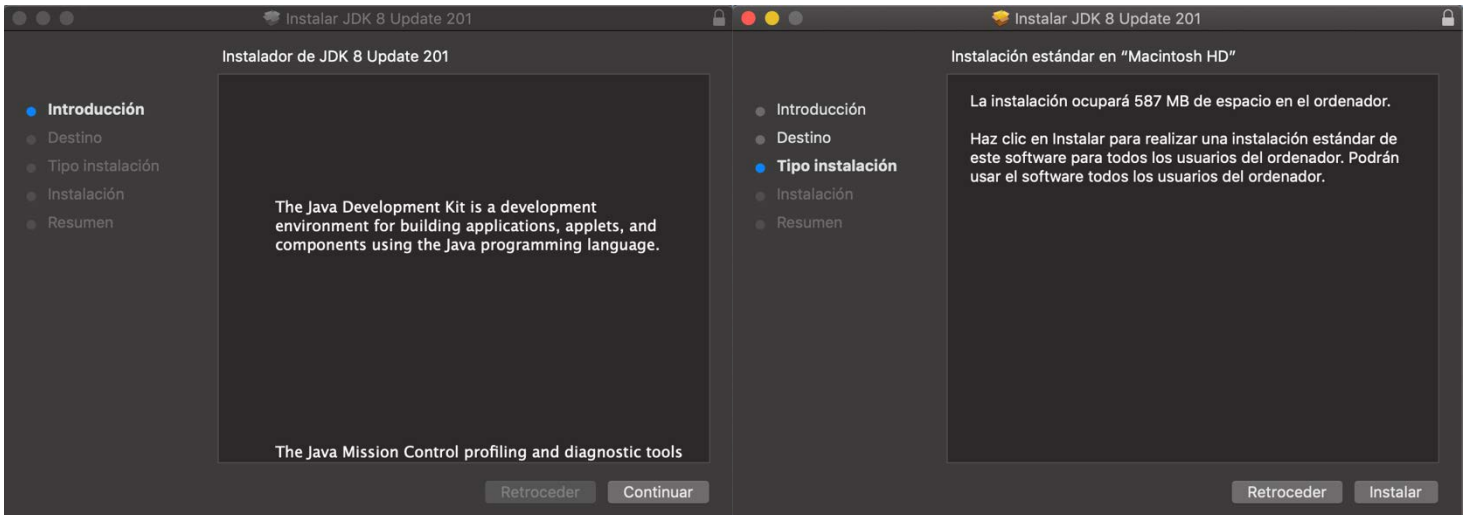 Instalar JDK 8 Update 201
Instalador de JDK 8 Update 201
Introducción
Destino
Tipo instalación
Instalación
Resumen
The Java Development Kit is a development
environment for building applications, applets, and
components using the Java programming language.
The Java Mission Control profiling and diagnostic tools
Retroceder
Continuar
Instalar JDK 8 Update 201
Instalación estándar en “Macintosh HD”
Introducción
Destino
Tipo instalación
Instalación
Resumen
La instalación ocupará 587 MB de espacio en el ordenador.
Haz clic en Instalar para realizar una instalación estándar de
este software para todos los usuarios del ordenador. Podrán
usar el software todos los usuarios del ordenador.
Retroceder
Instalar